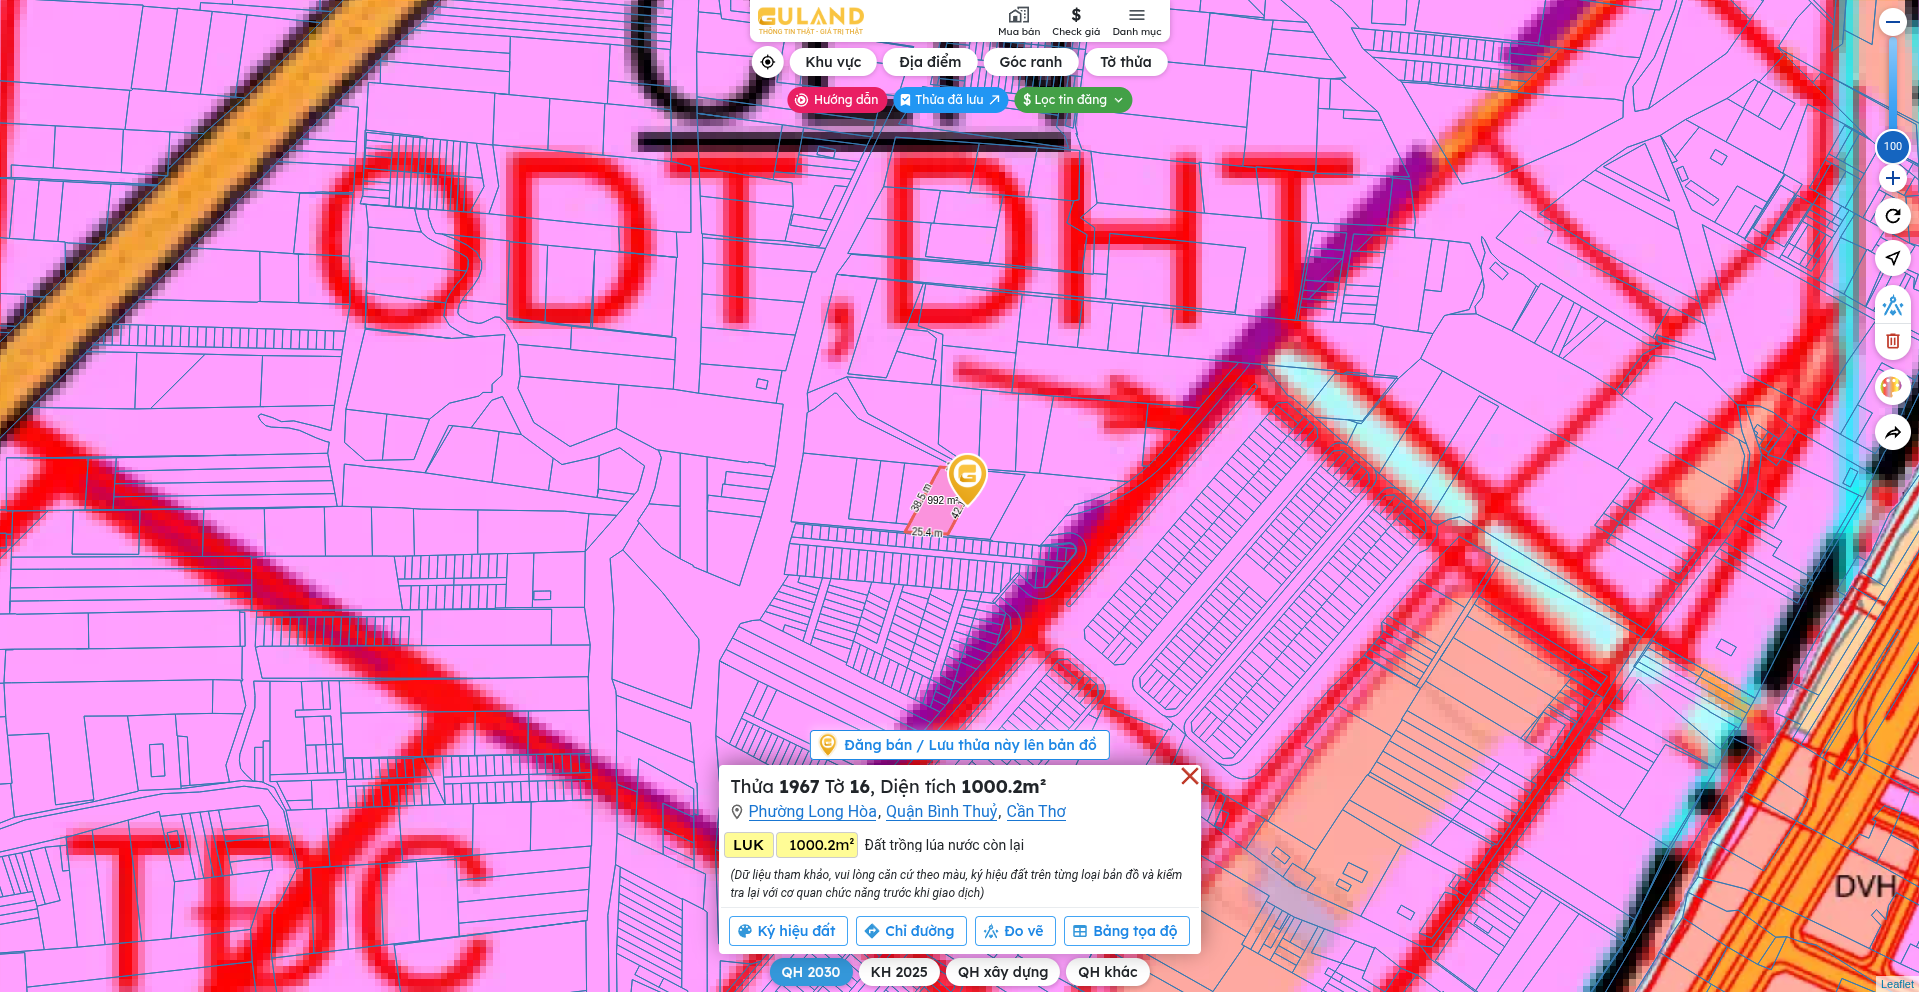 GULAND
THÔNG TIN THẬT - GIÁ TRỊ THẬT
Mua bán
$
Check giá
Danh mục
Khu vực
Địa điểm
Góc ranh
Tờ thửa
Hướng dẫn
Thửa đã lưu
$ Lọc tin đăng
100
ODT
,
DHT
38.5 m
992 m²
25.4 m
Đăng bán / Lưu thửa này lên bản đồ
Thửa 1967 Tờ 16, Diện tích 1000.2m²
Phường Long Hòa, Quận Bình Thuỷ, Cần Thơ
LUK 1000.2m² Đất trồng lúa nước còn lại
(Dữ liệu tham khảo, vui lòng căn cứ theo màu, ký hiệu đất trên từng loại bản đồ và kiểm
tra lại với cơ quan chức năng trước khi giao dịch)
Ký hiệu đất
Chỉ đường
Đo vẽ
Bảng tọa độ
QH 2030
KH 2025
QH xây dựng
QH khác
DVH
Leaflet